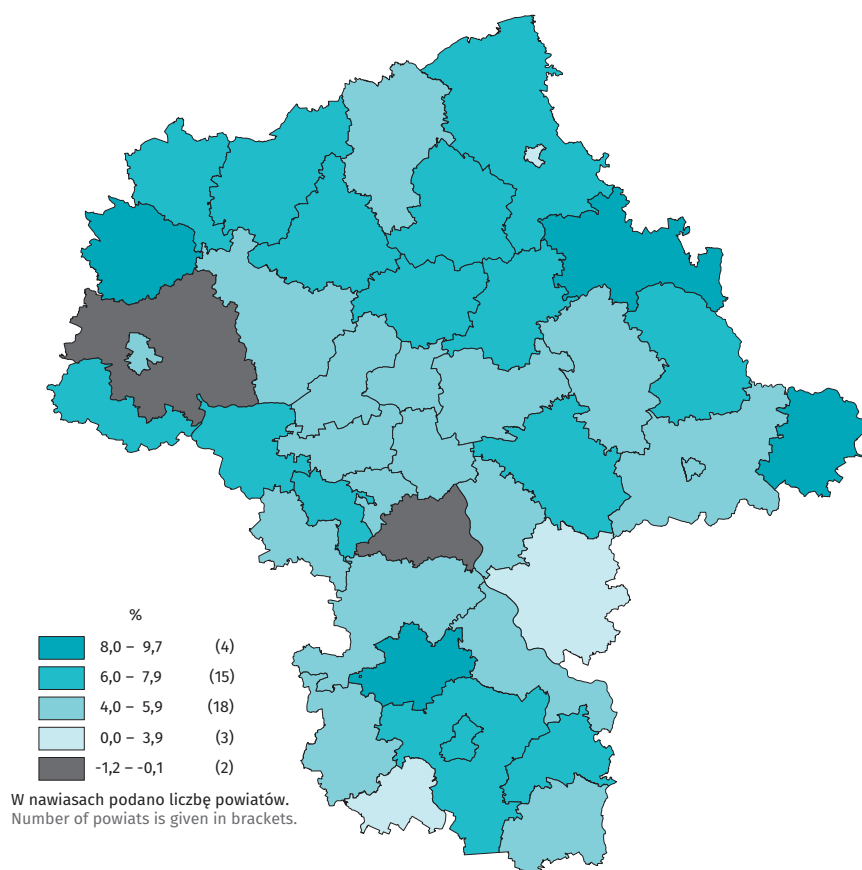 %
8,0 – 9,7 (4)
6,0 – 7,9 (15)
4,0 – 5,9 (18)
0,0 – 3,9 (3)
-1,2 – -0,1 (2)
W nawiasach podano liczbę powiatów.
Number of powiats is given in brackets.